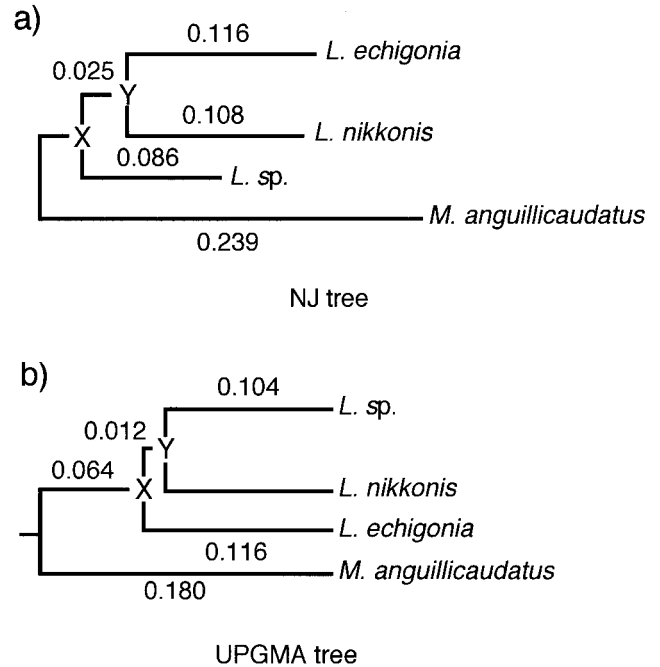 a)
0.116
L. echigonia
0.025
Y
0.108
L. nikkonis
X
0.086
L. sp.
M. anguillicaudatus
0.239
NJ tree
b)
0.104
L. sp.
0.012
Y
0.064
X
L. nikkonis
L. echigonia
0.116
M. anguillicaudatus
0.180
UPGMA tree